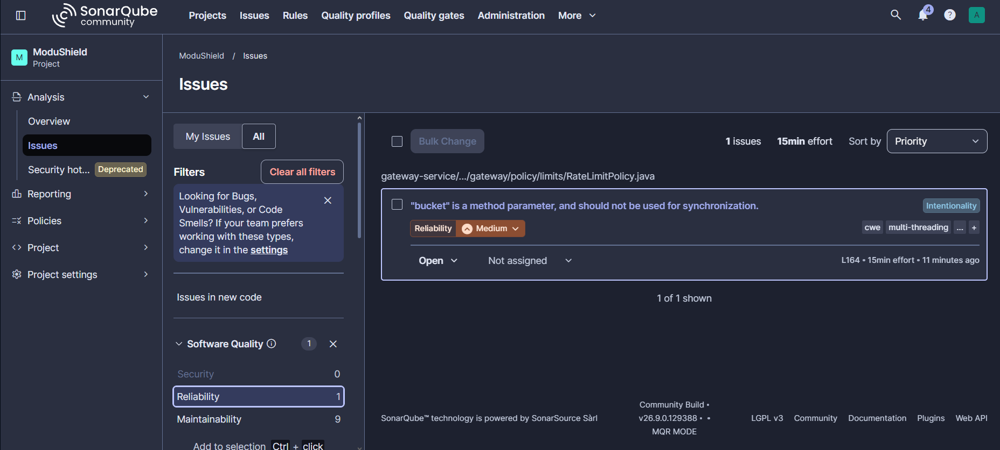 SonarQube community
Projects Issues Rules Quality profiles Quality gates Administration More
4
?
A
M
ModuShield
Project
Analysis
Overview
Issues
Security hot... Deprecated
Reporting
Policies
Project
Project settings
ModuShield / Issues
Issues
My Issues All
Filters Clear all filters
Looking for Bugs,
Vulnerabilities, or Code
Smells? If your team prefers
working with these types,
change it in the settings
Issues in new code
Software Quality 1
Security 0
Reliability 1
Maintainability 9
Add to selection Ctrl + click
Bulk Change 1 issues 15min effort Sort by Priority
gateway-service/.../gateway/policy/limits/RateLimitPolicy.java
"bucket" is a method parameter, and should not be used for synchronization. Intentionality
Reliability Medium cwe multi-threading ... +
Open Not assigned L164 • 15min effort • 11 minutes ago
1 of 1 shown
SonarQube™ technology is powered by SonarSource Sàrl
Community Build •
v26.9.0.129388 • •
MQR MODE
LGPL v3 Community Documentation Plugins Web API